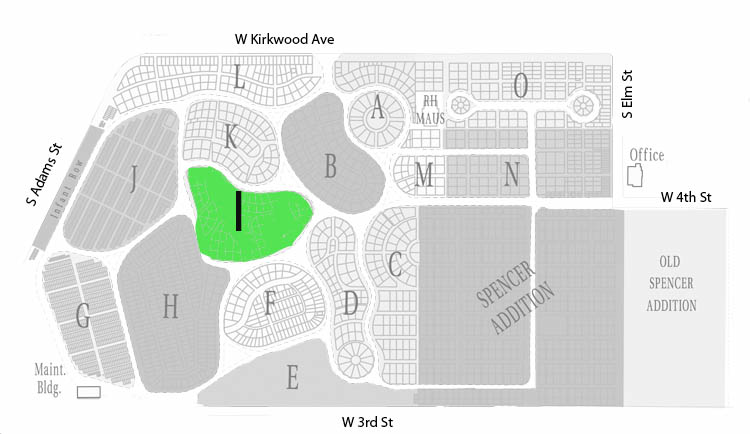 W Kirkwood Ave
L
O
S Elm St
A
RH
MAUS
K
Office
S Adams St
Infant Row
J
B
M
N
W 4th St
I
C
OLD
SPENCER
ADDITION
SPENCER
ADDITION
G
H
F
D
Maint.
Bldg.
E
W 3rd St